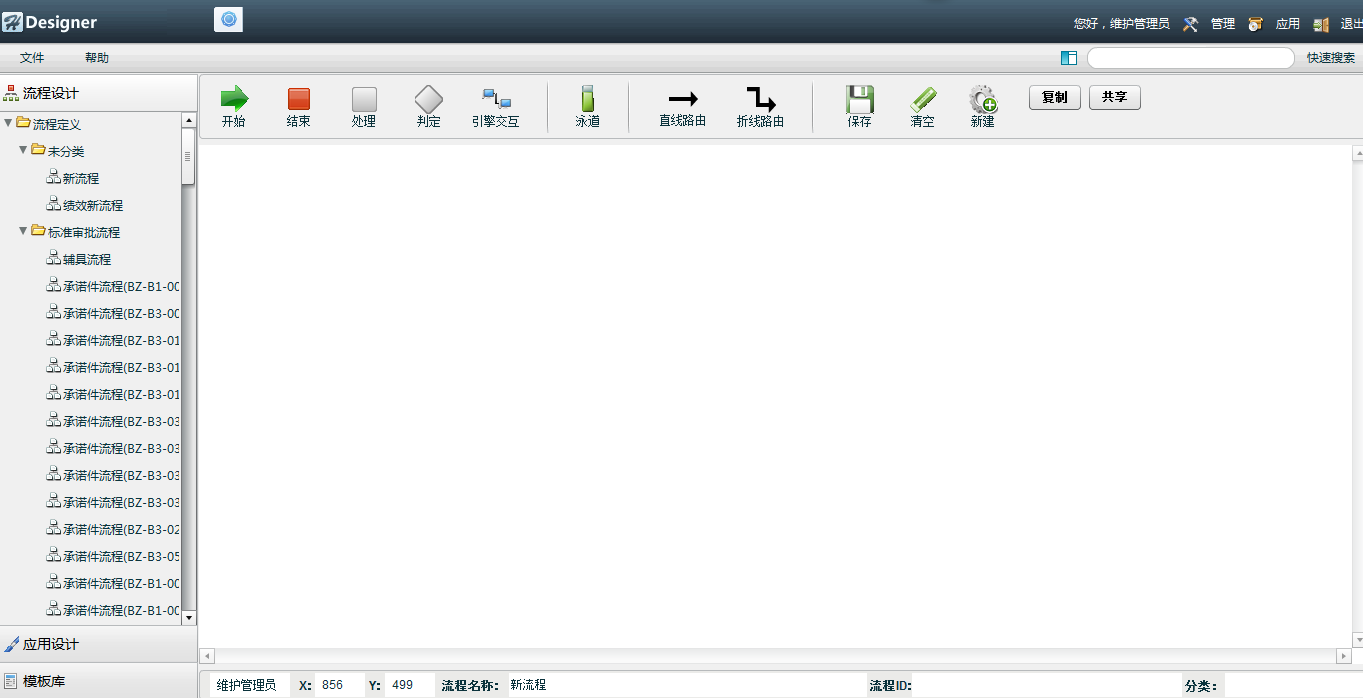 Designer
您好，维护管理员 管理 应用 退出
文件 帮助 快速搜索
流程设计
开始 结束 处理 判定 引擎交互 泳道 直线路由 折线路由 保存 清空 新建 复制 共享
流程定义
未分类
新流程
绩效新流程
标准审批流程
辅具流程
承诺件流程(BZ-B1-00
承诺件流程(BZ-B3-00
承诺件流程(BZ-B3-01
承诺件流程(BZ-B3-01
承诺件流程(BZ-B3-01
承诺件流程(BZ-B3-03
承诺件流程(BZ-B3-03
承诺件流程(BZ-B3-03
承诺件流程(BZ-B3-03
承诺件流程(BZ-B3-02
承诺件流程(BZ-B3-05
承诺件流程(BZ-B1-00
承诺件流程(BZ-B1-00
应用设计
模板库
维护管理员 X: 856 Y: 499 流程名称: 新流程 流程ID: 分类: